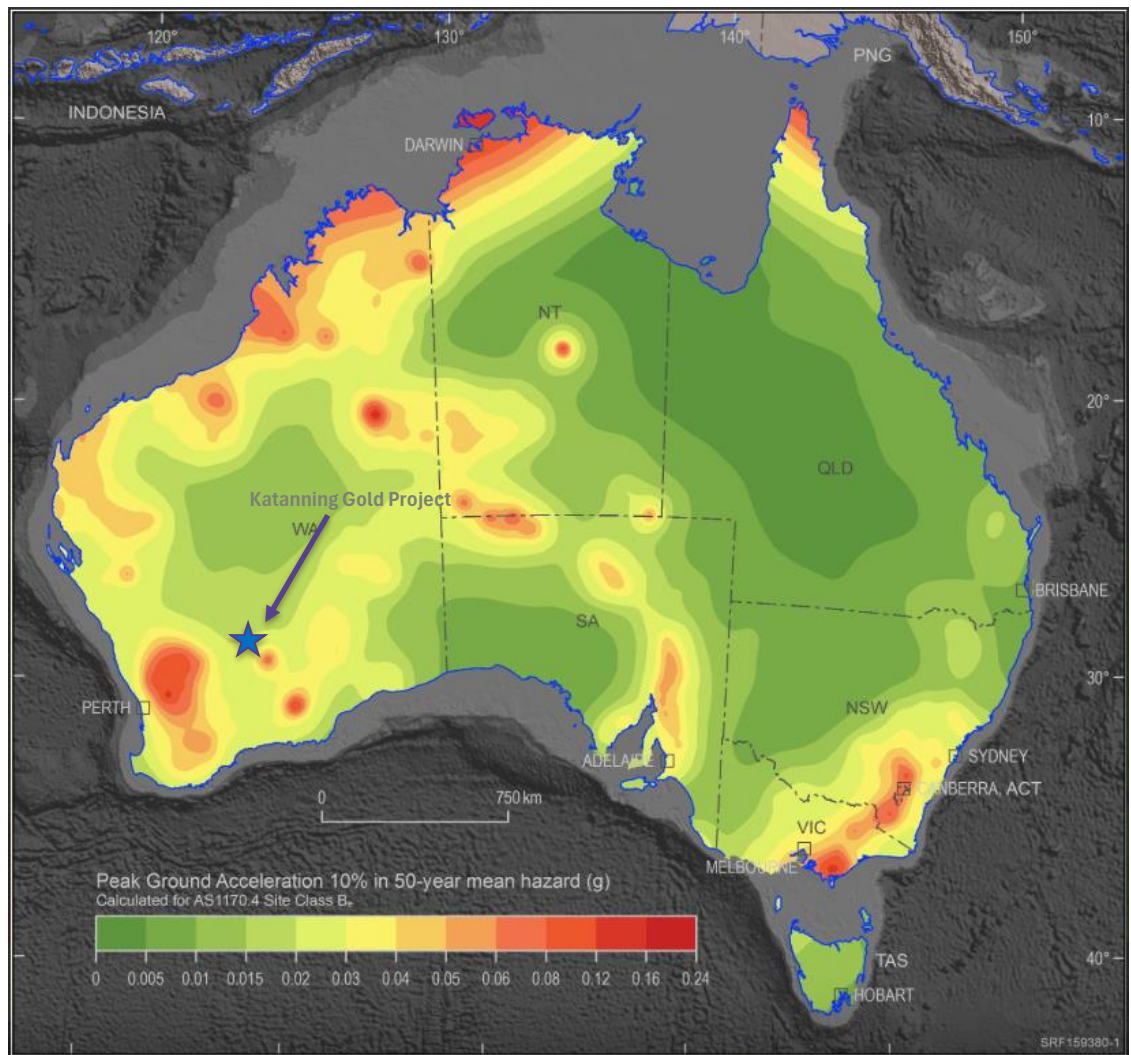 120°
130°
140°
150°
PNG
INDONESIA
10°
DARWIN
NT
20°
QLD
Katanning Gold Project
WA
BRISBANE
SA
30°
PERTH
NSW
ADELAIDE
SYDNEY
0
750 km
CANBERRA, ACT
VIC
MELBOURNE
Peak Ground Acceleration 10% in 50-year mean hazard (g)
Calculated for AS1170.4 Site Class Bₑ
0 0.005 0.01 0.015 0.02 0.03 0.04 0.05 0.06 0.08 0.12 0.16 0.24
40°
TAS
HOBART
SRF159380-1